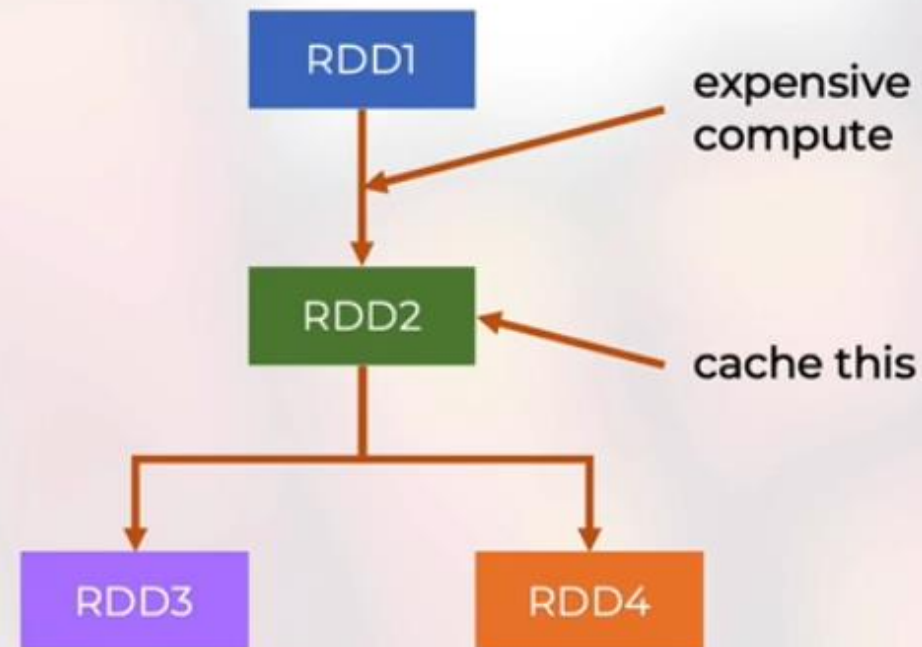 RDD1
expensive
compute
RDD2
cache this
RDD3
RDD4